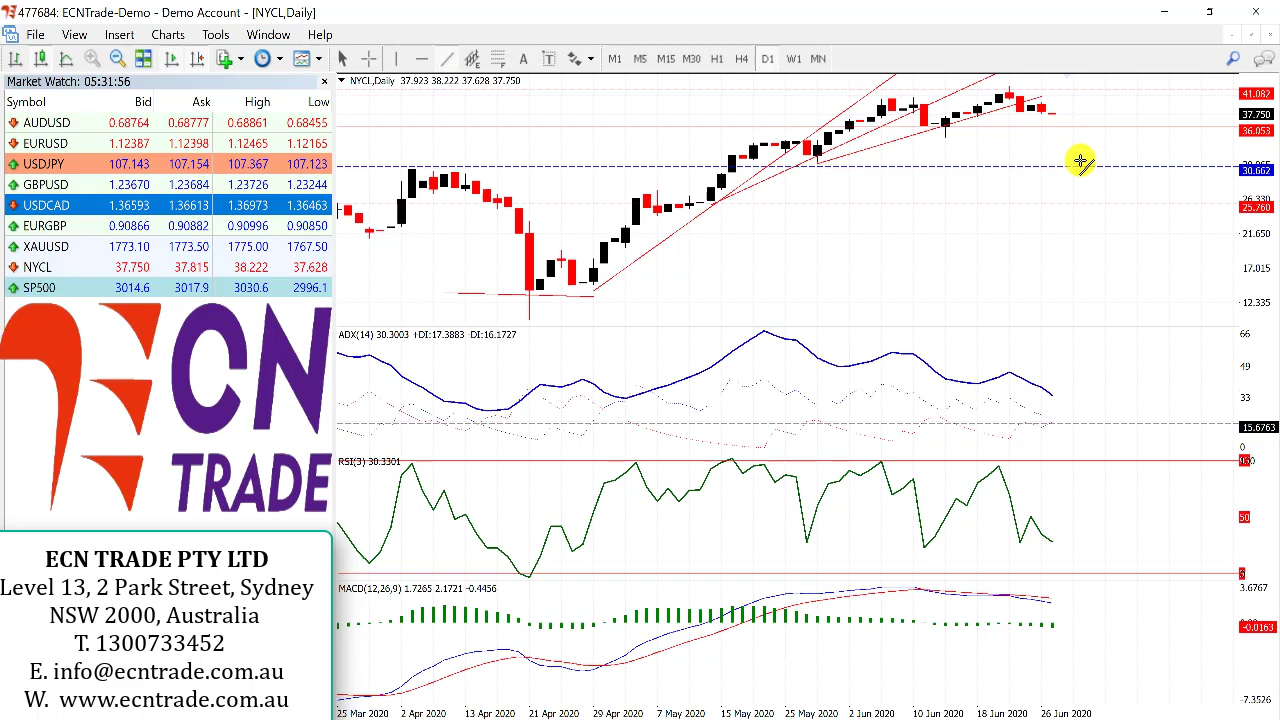 477684: ECNTrade-Demo - Demo Account - [NYCL,Daily]
File View Insert Charts Tools Window Help
A T M1 M5 M15 M30 H1 H4 D1 W1 MN
Market Watch: 05:31:56
Symbol Bid Ask High Low
AUDUSD 0.68764 0.68777 0.68861 0.68455
EURUSD 1.12387 1.12398 1.12465 1.12165
USDJPY 107.143 107.154 107.367 107.123
GBPUSD 1.23670 1.23684 1.23726 1.23244
USDCAD 1.36593 1.36613 1.36973 1.36463
EURGBP 0.90866 0.90882 0.90996 0.90850
XAUUSD 1773.10 1773.50 1775.00 1767.50
NYCL 37.750 37.815 38.222 37.628
SP500 3014.6 3017.9 3030.6 2996.1
ECN
TRADE
ECN TRADE PTY LTD
Level 13, 2 Park Street, Sydney
NSW 2000, Australia
T. 1300733452
E. info@ecntrade.com.au
W. www.ecntrade.com.au
NYCL,Daily 37.923 38.222 37.628 37.750
41.082
37.750
36.053
30.662
26.330
25.760
21.650
17.015
12.335
ADX(14) 30.3003 +DI:17.3883 -DI:16.1727
66
49
33
15.6763
0
RSI(3) 30.3301
50
MACD(12,26,9) 1.7265 2.1721 -0.4456
3.6767
-0.0163
-7.3526
25 Mar 2020 2 Apr 2020 13 Apr 2020 21 Apr 2020 29 Apr 2020 7 May 2020 15 May 2020 25 May 2020 2 Jun 2020 10 Jun 2020 18 Jun 2020 26 Jun 2020